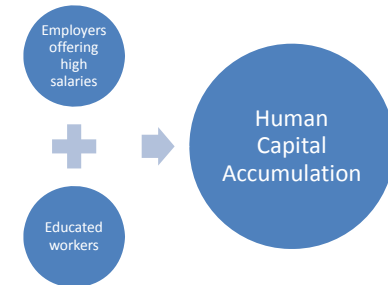 Employers
offering
high
salaries
Educated
workers
Human
Capital
Accumulation